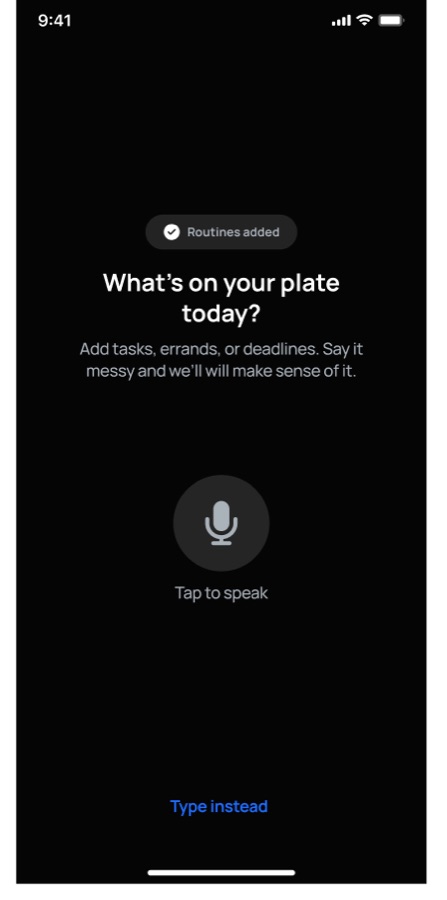 9:41
Routines added
What's on your plate
today?
Add tasks, errands, or deadlines. Say it
messy and we'll will make sense of it.
Tap to speak
Type instead